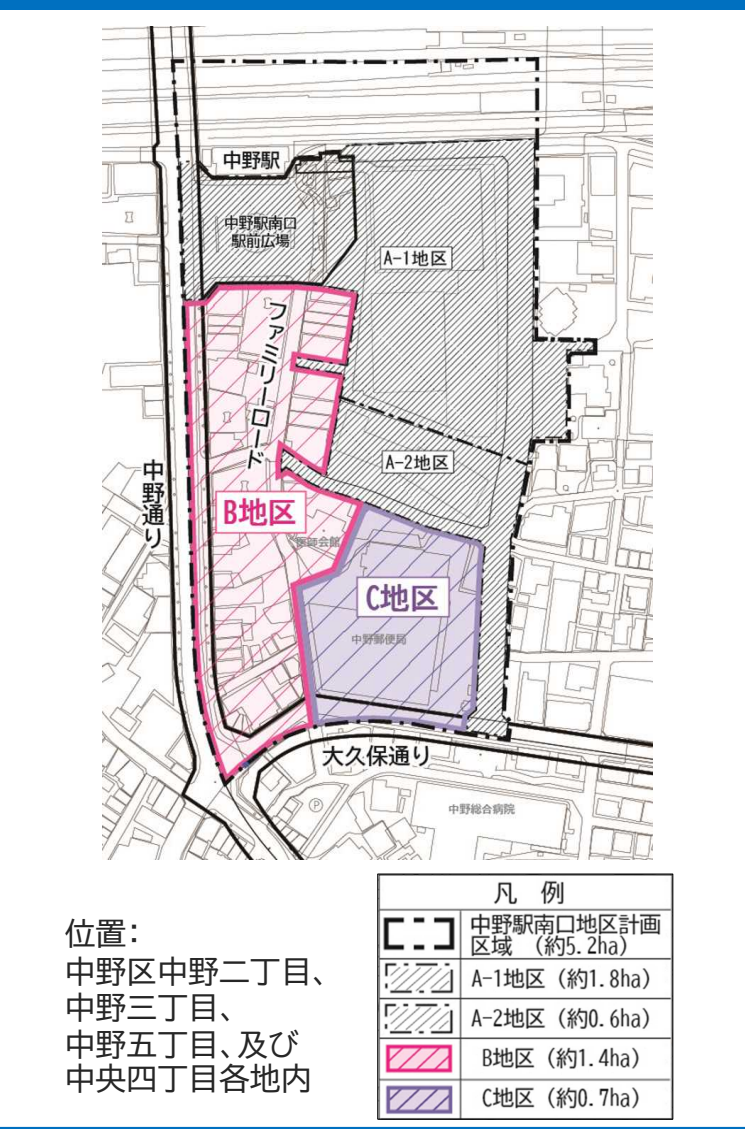 中野駅
中野駅南口
駅前広場
A-1地区
ファミリーロード
A-2地区
中野通り
B地区
医師会館
C地区
中野郵便局
大久保通り
P
中野総合病院
位置：
中野区中野二丁目、
中野三丁目、
中野五丁目、及び
中央四丁目各地内
凡　例
中野駅南口地区計画
区域　（約5.2ha）
A-1地区（約1.8ha）
A-2地区（約0.6ha）
B地区（約1.4ha）
C地区（約0.7ha）